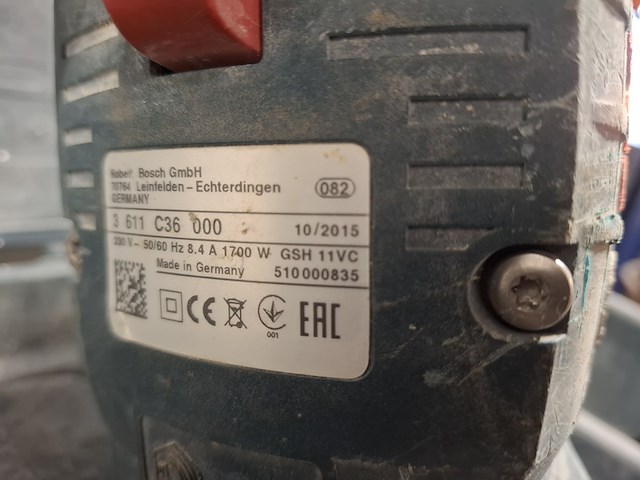 Robert Bosch GmbH
70764 Leinfelden - Echterdingen
GERMANY
082
3 611 C36 000
10/2015
230 V~ 50/60 Hz 8.4 A 1700 W GSH 11VC
Made in Germany
510000835
CE
001
EAC